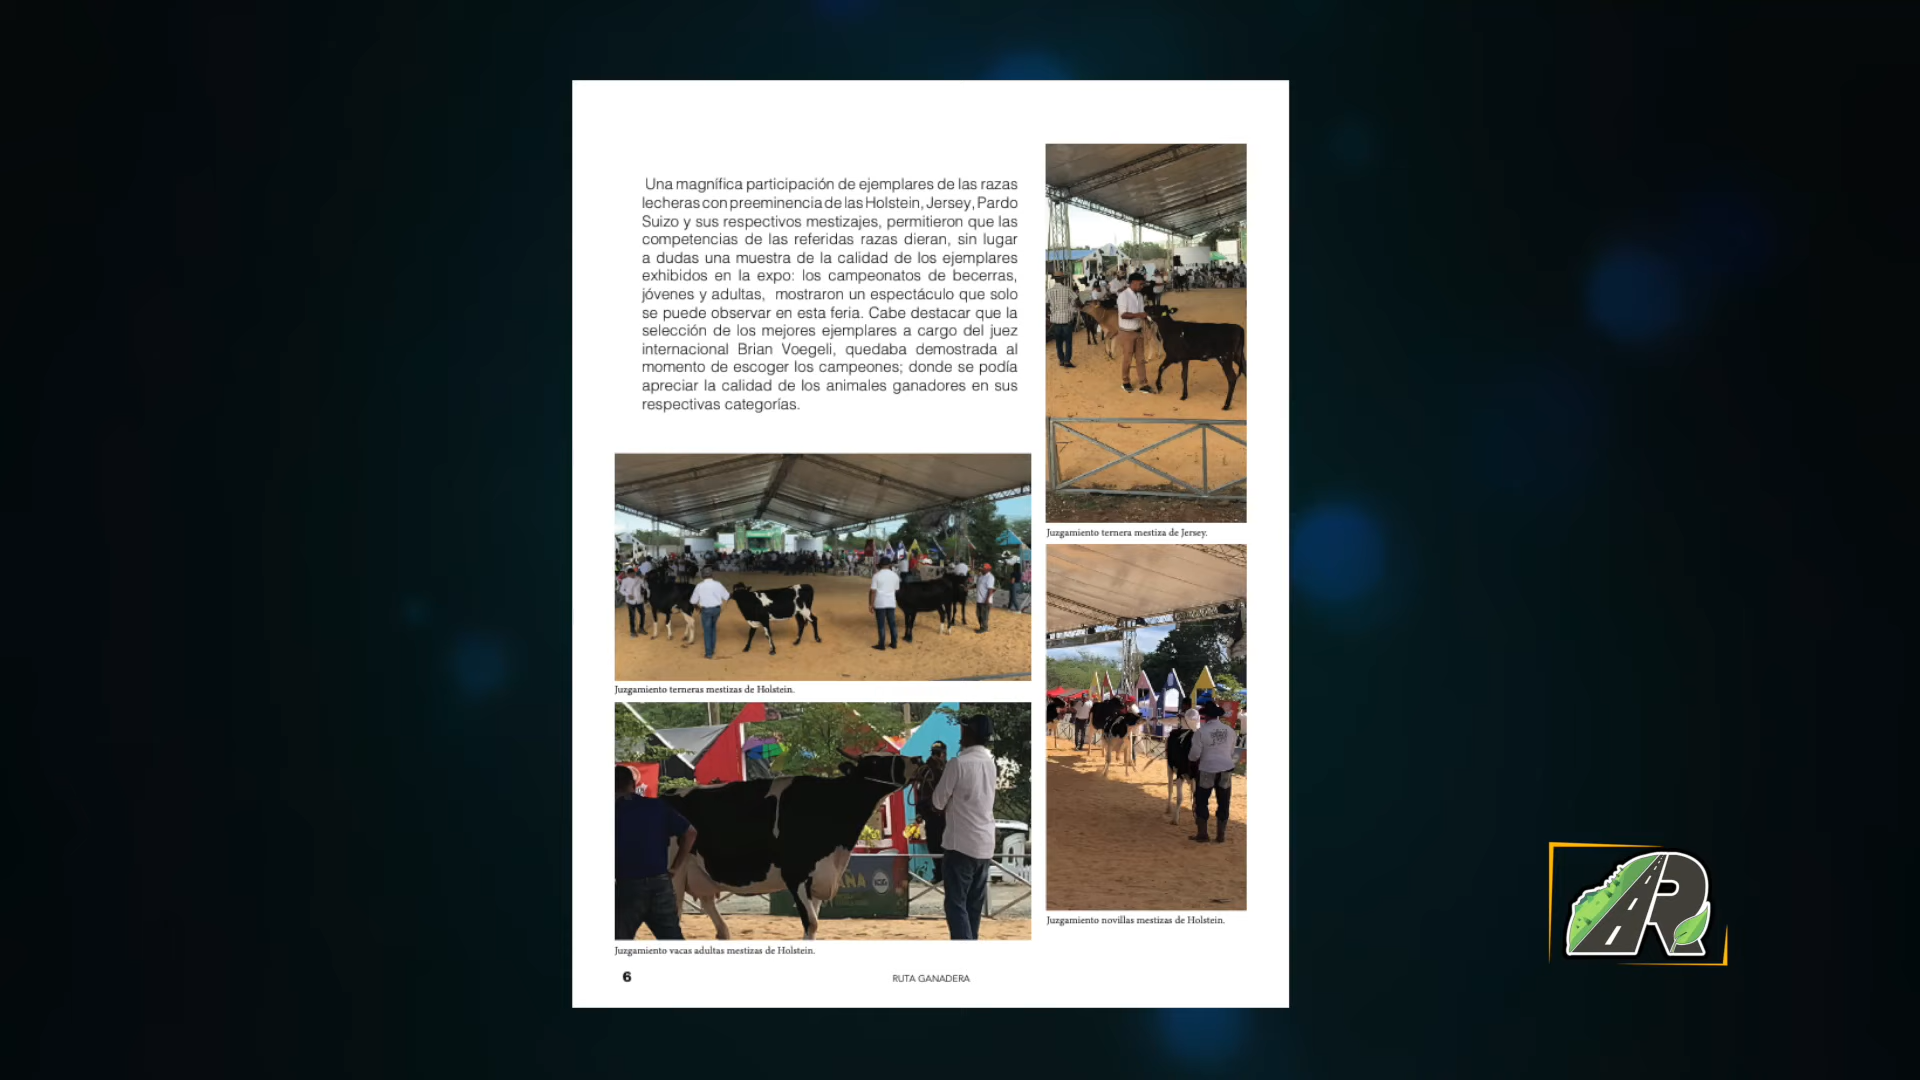 Una magnífica participación de ejemplares de las razas
lecheras con preeminencia de las Holstein, Jersey, Pardo
Suizo y sus respectivos mestizajes, permitieron que las
competencias de las referidas razas dieran, sin lugar
a dudas una muestra de la calidad de los ejemplares
exhibidos en la expo: los campeonatos de becerras,
jóvenes y adultas, mostraron un espectáculo que solo
se puede observar en esta feria. Cabe destacar que la
selección de los mejores ejemplares a cargo del juez
internacional Brian Voegeli, quedaba demostrada al
momento de escoger los campeones; donde se podía
apreciar la calidad de los animales ganadores en sus
respectivas categorías.
Juzgamiento ternera mestiza de Jersey.
Juzgamiento terneras mestizas de Holstein.
Juzgamiento novillas mestizas de Holstein.
Juzgamiento vacas adultas mestizas de Holstein.
6
RUTA GANADERA
AR